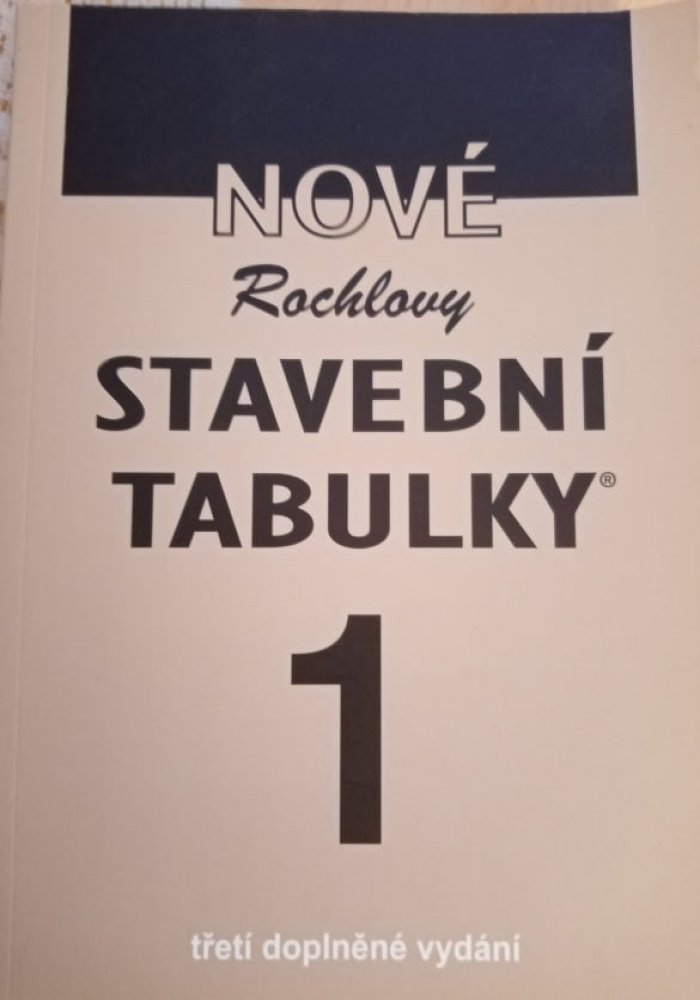 NOVÉ
Rochlovy
STAVEBNÍ
TABULKY®
1
třetí doplněné vydání